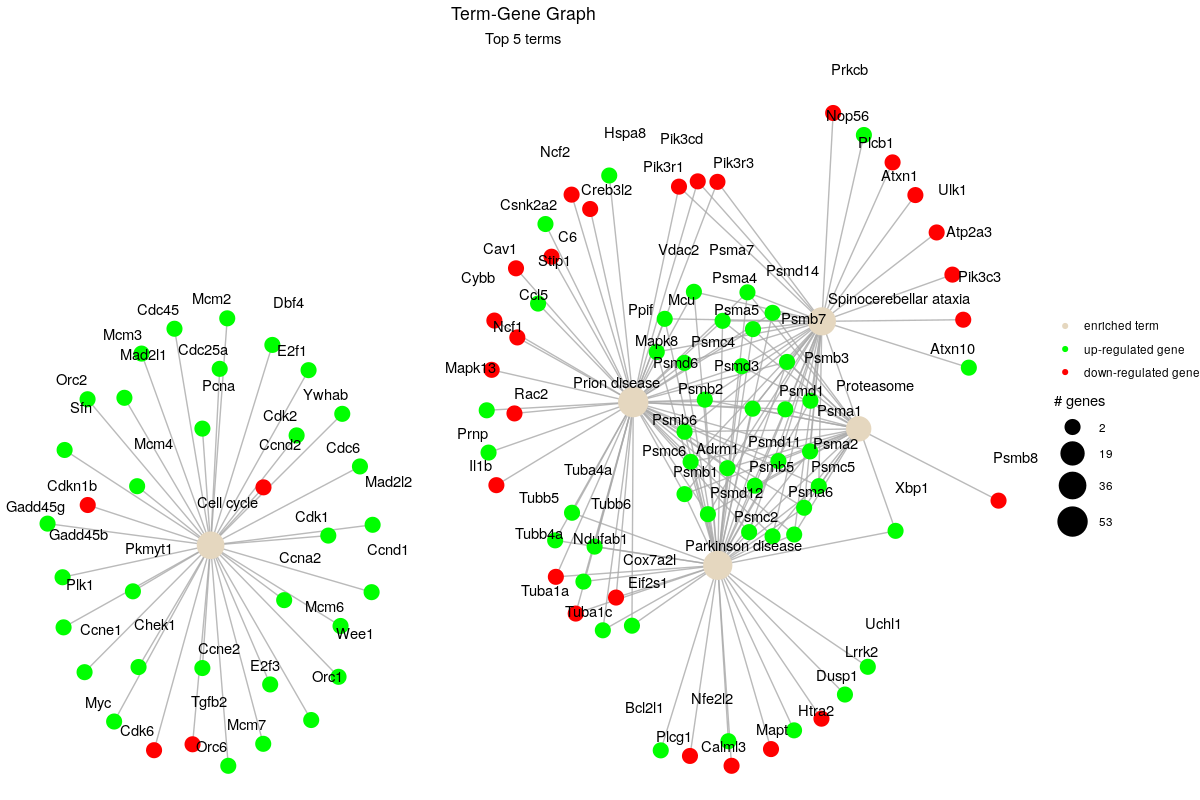 Term-Gene Graph
Top 5 terms
Prkcb
Nop56
Hspa8
Pik3cd
Plcb1
Ncf2
Pik3r1
Pik3r3
Atxn1
Creb3l2
Ulk1
Csnk2a2
C6
Atp2a3
Cav1
Stip1
Vdac2
Psma7
Cybb
Psma4
Psmd14
Pik3c3
Ccl5
Mcu
Spinocerebellar ataxia
Mcm2
Dbf4
Cdc45
Ppif
Psma5
Psmb7
Ncf1
enriched term
Mcm3
Mapk8
Psmc4
up-regulated gene
Mad2l1
Cdc25a
E2f1
Psmb3
Atxn10
Mapk13
Psmd6
Psmd3
down-regulated gene
Orc2
Pcna
Prion disease
Proteasome
Ywhab
Rac2
Psmb2
Psmd1
# genes
Sfn
Cdk2
Psma1
2
Prnp
Psmb6
Mcm4
Ccnd2
Cdc6
Psmd11
Psma2
19
Il1b
Psmc6
Adrm1
Psmb8
Cdkn1b
Mad2l2
Tuba4a
Psmb1
Psmb5
Psmc5
36
Gadd45g
Cell cycle
Tubb5
Tubb6
Psmd12
Psma6
Xbp1
Cdk1
Psmc2
53
Gadd45b
Tubb4a
Ndufab1
Pkmyt1
Ccna2
Ccnd1
Cox7a2l
Parkinson disease
Plk1
Tuba1a
Eif2s1
Mcm6
Tuba1c
Ccne1
Chek1
Wee1
Uchl1
Ccne2
E2f3
Orc1
Lrrk2
Myc
Tgfb2
Dusp1
Cdk6
Mcm7
Bcl2l1
Nfe2l2
Htra2
Orc6
Plcg1
Calml3
Mapt